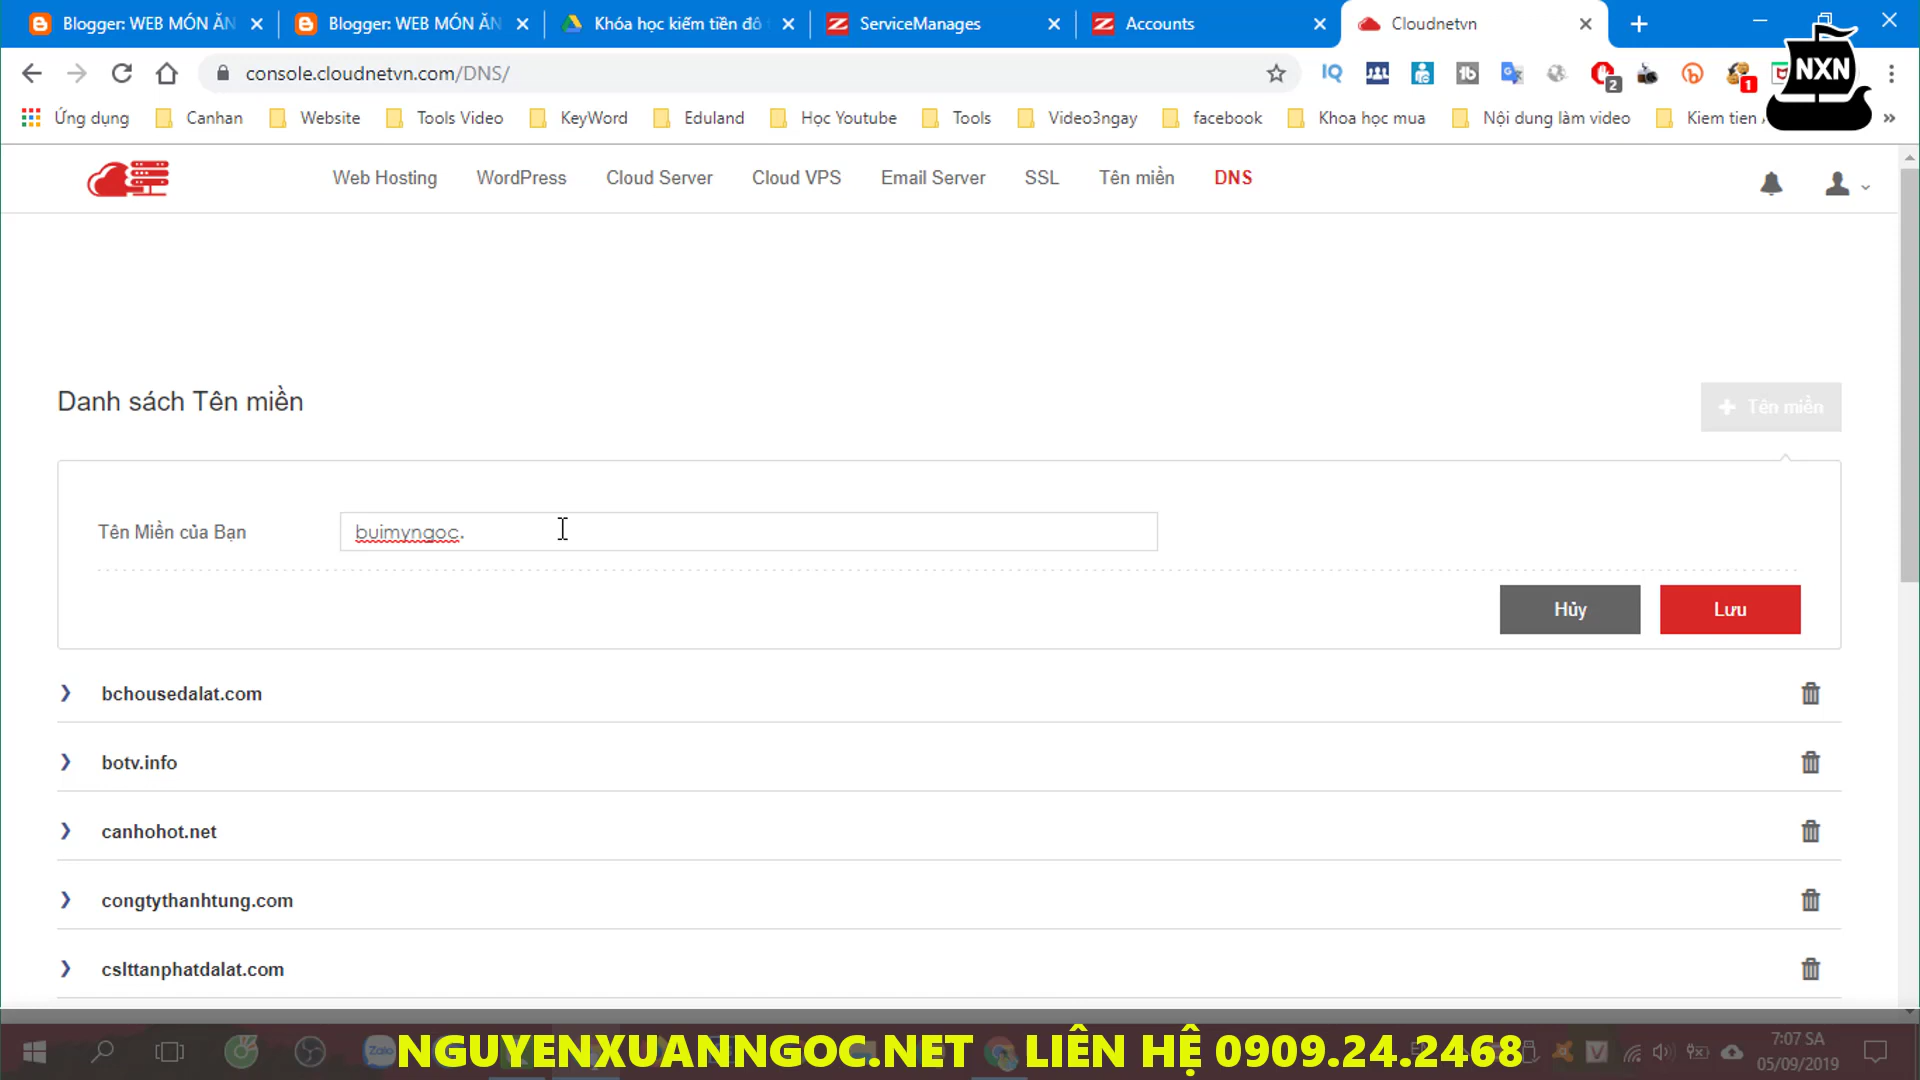 Blogger: WEB MÓN ĂN
Blogger: WEB MÓN ĂN
Khóa học kiếm tiền đô
ServiceManages
Accounts
Cloudnetvn
console.cloudnetvn.com/DNS/
2
1
NXN
Ứng dụng
Canhan
Website
Tools Video
KeyWord
Eduland
Học Youtube
Tools
Video3ngay
facebook
Khoa học mua
Nội dung làm video
Kiem tien
Web Hosting
WordPress
Cloud Server
Cloud VPS
Email Server
SSL
Tên miền
DNS
Danh sách Tên miền
+ Tên miền
Tên Miền của Bạn
buimyngoc.
Hủy
Lưu
bchousedalat.com
botv.info
canhohot.net
congtythanhtung.com
cslttanphatdalat.com
Zalo
NGUYENXUANNGOC.NET - LIÊN HỆ 0909.24.2468
7:07 SA
05/09/2019